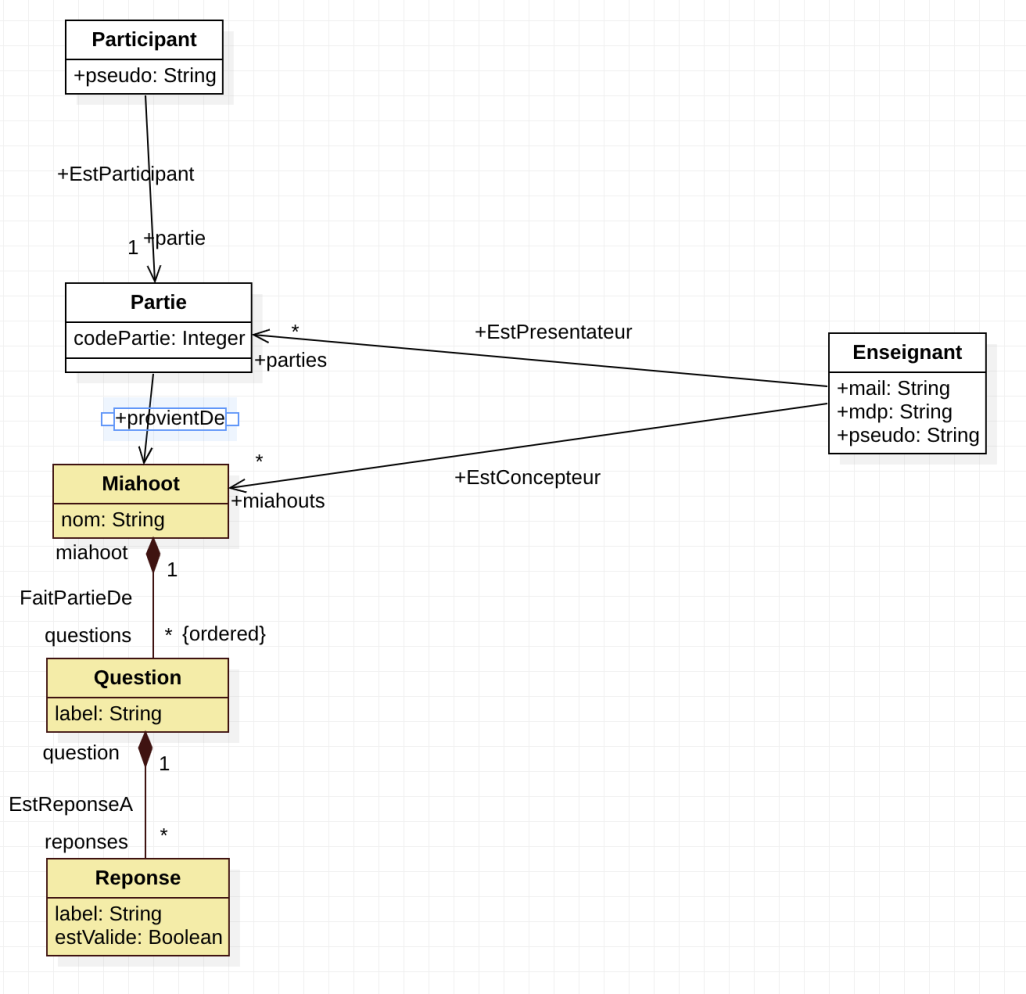 Participant
+pseudo: String
+EstParticipant
1 +partie
Partie
codePartie: Integer
*
+parties
+EstPresentateur
Enseignant
+mail: String
+mdp: String
+pseudo: String
+provientDe
*
+miahouts
+EstConcepteur
Miahoot
nom: String
miahoot
1
FaitPartieDe
questions * {ordered}
Question
label: String
question
1
EstReponseA
reponses *
Reponse
label: String
estValide: Boolean